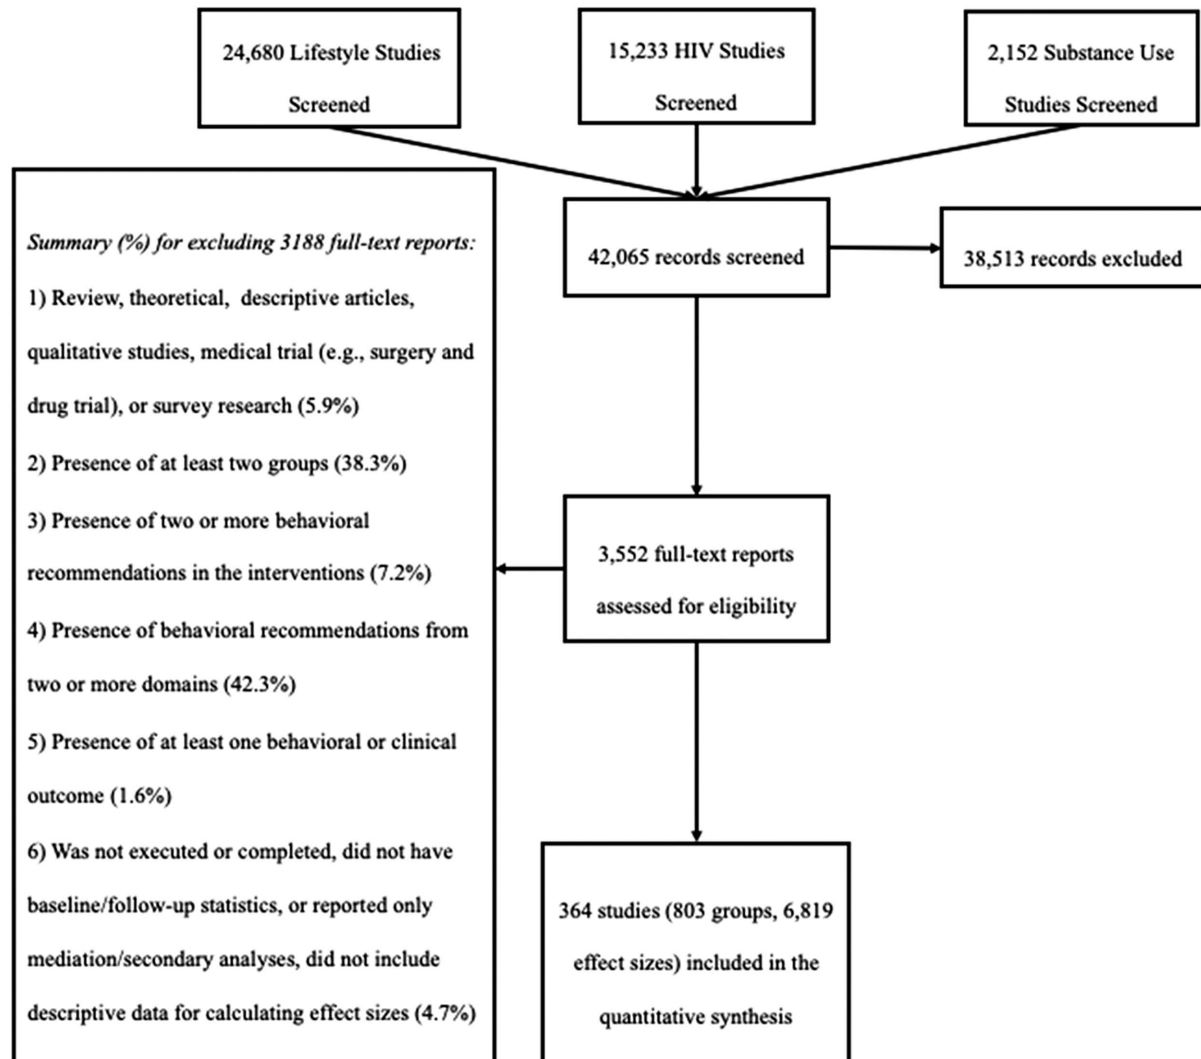 24,680 Lifestyle Studies
Screened
15,233 HIV Studies
Screened
2,152 Substance Use
Studies Screened
42,065 records screened
38,513 records excluded
Summary (%) for excluding 3188 full-text reports:
1) Review, theoretical, descriptive articles,
qualitative studies, medical trial (e.g., surgery and
drug trial), or survey research (5.9%)
2) Presence of at least two groups (38.3%)
3) Presence of two or more behavioral
recommendations in the interventions (7.2%)
4) Presence of behavioral recommendations from
two or more domains (42.3%)
5) Presence of at least one behavioral or clinical
outcome (1.6%)
6) Was not executed or completed, did not have
baseline/follow-up statistics, or reported only
mediation/secondary analyses, did not include
descriptive data for calculating effect sizes (4.7%)
3,552 full-text reports
assessed for eligibility
364 studies (803 groups, 6,819
effect sizes) included in the
quantitative synthesis